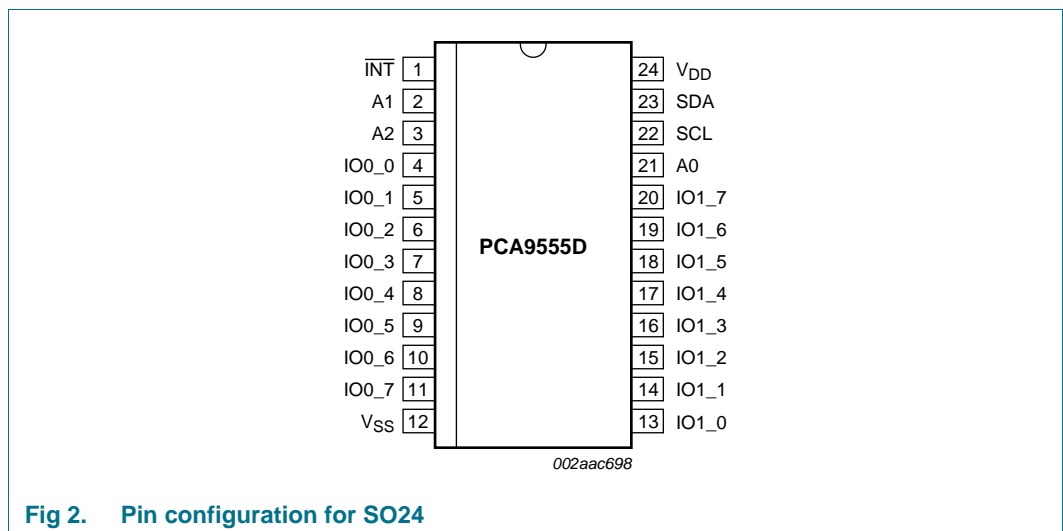 INT 1 24 VDD
A1 2 23 SDA
A2 3 22 SCL
IO0_0 4 21 A0
IO0_1 5 20 IO1_7
IO0_2 6 19 IO1_6
PCA9555D
IO0_3 7 18 IO1_5
IO0_4 8 17 IO1_4
IO0_5 9 16 IO1_3
IO0_6 10 15 IO1_2
IO0_7 11 14 IO1_1
VSS 12 13 IO1_0
002aac698
Fig 2. Pin configuration for SO24